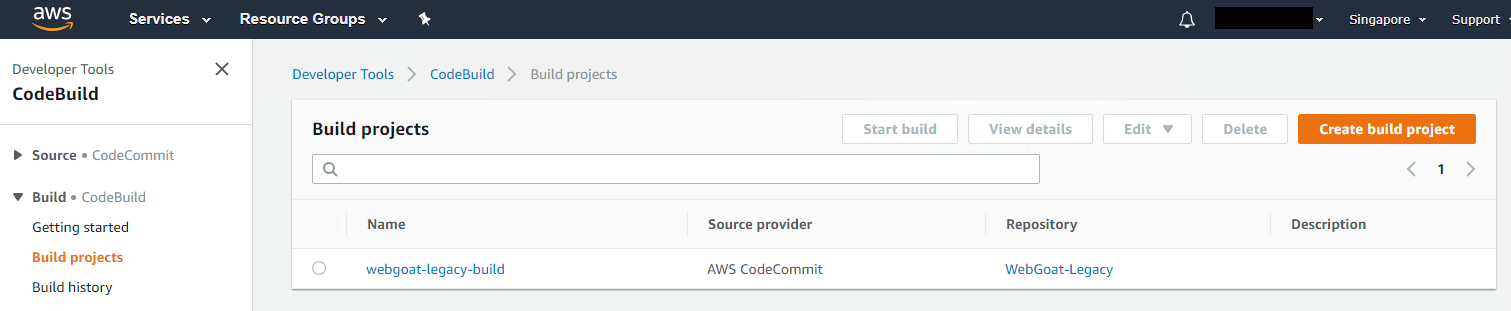 aws Services Resource Groups Singapore Support
Developer Tools
CodeBuild
Source • CodeCommit
Build • CodeBuild
Getting started
Build projects
Build history
Developer Tools > CodeBuild > Build projects
Build projects Start build View details Edit Delete Create build project
1
Name Source provider Repository Description
webgoat-legacy-build AWS CodeCommit WebGoat-Legacy